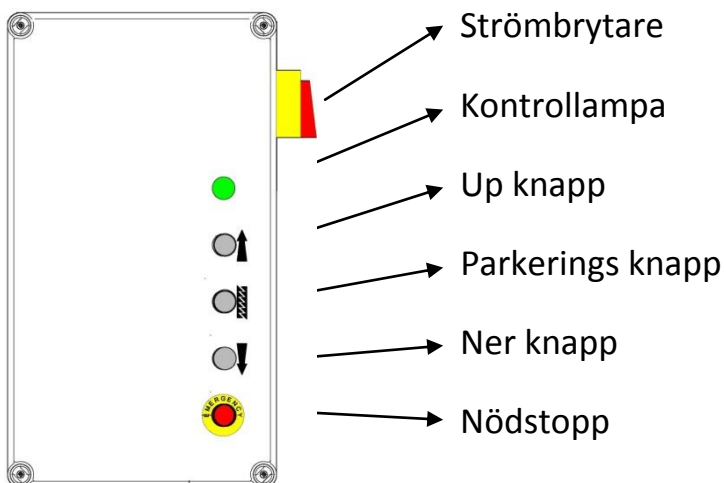 Strömbrytare
Kontrollampa
Up knapp
Parkerings knapp
Ner knapp
Nödstopp
EMERGENCY